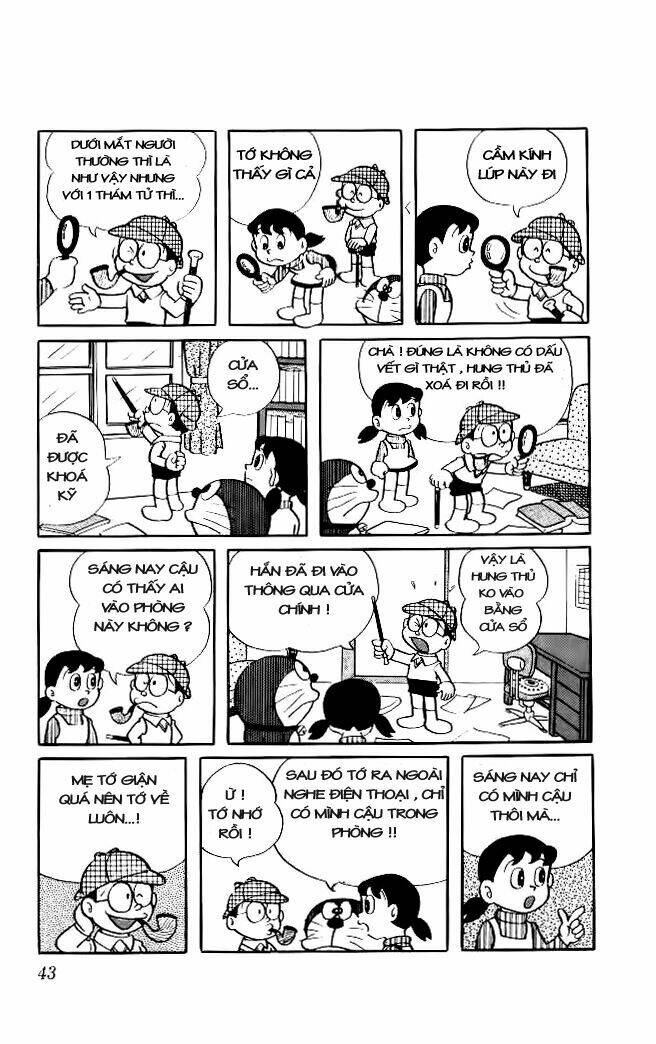 CẦM KÍNH
LÚP NÀY ĐI
TỚ KHÔNG
THẤY GÌ CẢ
DƯỚI MẮT NGƯỜI
THƯỜNG THÌ LÀ
NHƯ VẬY NHƯNG
VỚI 1 THÁM TỬ THÌ...
CHÀ ! ĐÚNG LÀ KHÔNG CÓ DẤU
VẾT GÌ THẬT , HUNG THỦ ĐÃ
XOÁ ĐI RỒI !!
CỬA
SỔ...
ĐÃ
ĐƯỢC
KHOÁ
KỸ
VẬY LÀ
HUNG THỦ
KO VÀO
BẰNG
CỬA SỔ
HẮN ĐÃ ĐI VÀO
THÔNG QUA CỬA
CHÍNH !
SÁNG NAY CẬU
CÓ THẤY AI
VÀO PHÒNG
NÀY KHÔNG ?
SÁNG NAY CHỈ
CÓ MÌNH CẬU
THÔI MÀ...
SAU ĐÓ TỚ RA NGOÀI
NGHE ĐIỆN THOẠI , CHỈ
CÓ MÌNH CẬU TRONG
PHÒNG !!
Ừ !
TỚ NHỚ
RỒI !
MẸ TỚ GIẬN
QUÁ NÊN TỚ VỀ
LUÔN...!
43